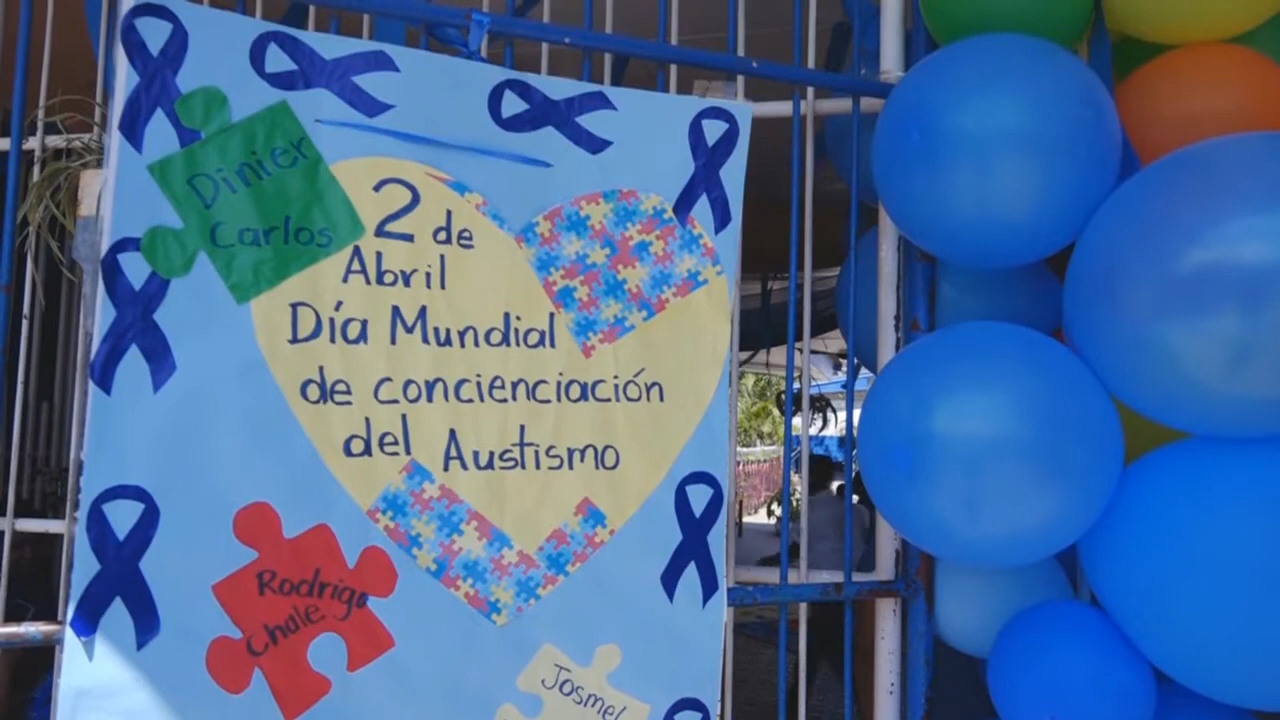 Dinier
Carlos
2 de
Abril
Día Mundial
de concienciación
del Austismo
Rodrigo
Chale
Josmel